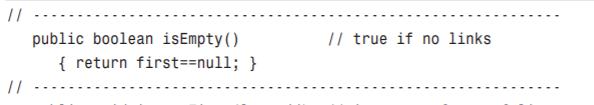 // -----------------------------------------------------------
public boolean isEmpty() // true if no links
{ return first==null; }
// -----------------------------------------------------------